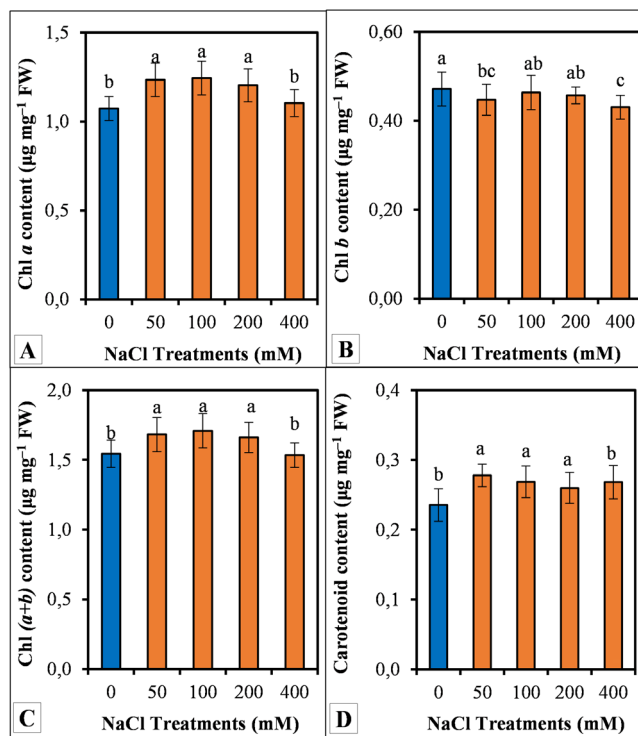 Chl a content (µg mg⁻¹ FW)
1,5
1,0
0,5
0,0
b
a
a
a
b
0 50 100 200 400
NaCl Treatments (mM)
A
Chl b content (µg mg⁻¹ FW)
0,60
0,40
0,20
0,00
a
bc
ab
ab
c
0 50 100 200 400
NaCl Treatments (mM)
B
Chl (a+b) content (µg mg⁻¹ FW)
2,0
1,5
1,0
0,5
0,0
b
a
a
a
b
0 50 100 200 400
NaCl Treatments (mM)
C
Carotenoid content (µg mg⁻¹ FW)
0,4
0,3
0,2
0,1
0,0
b
a
a
a
b
0 50 100 200 400
NaCl Treatments (mM)
D